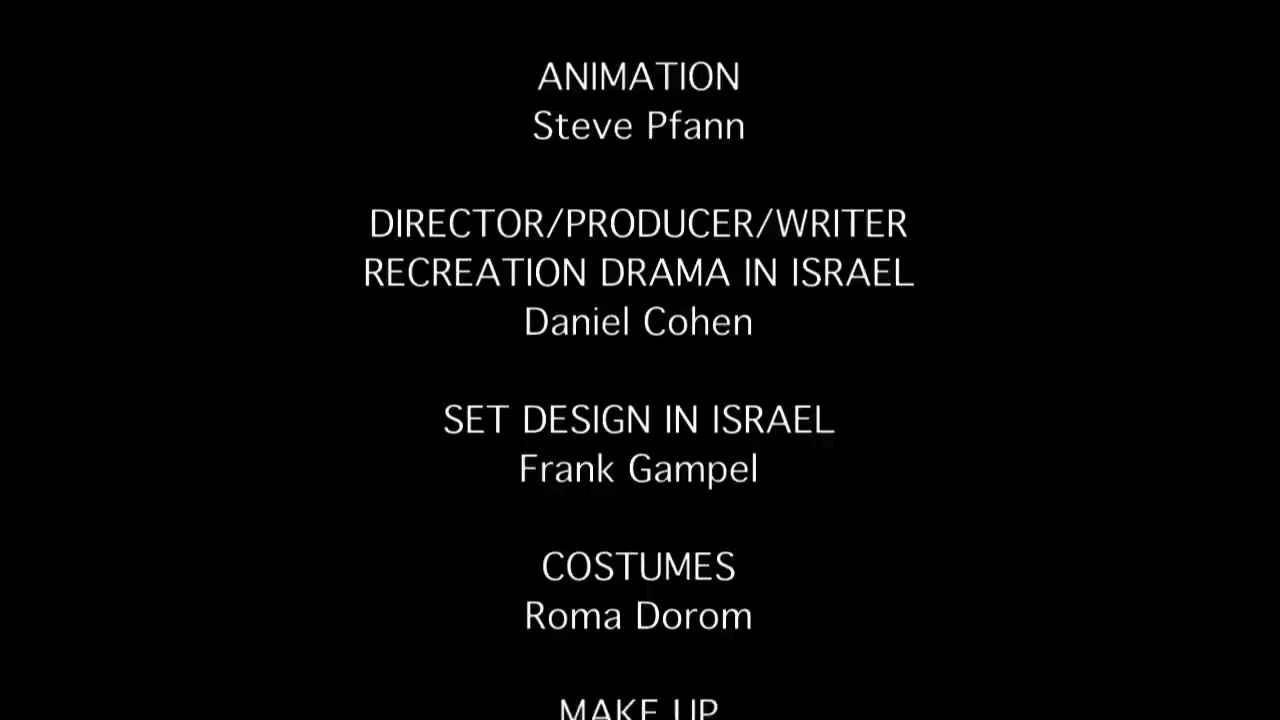 ANIMATION
Steve Pfann
DIRECTOR/PRODUCER/WRITER
RECREATION DRAMA IN ISRAEL
Daniel Cohen
SET DESIGN IN ISRAEL
Frank Gampel
COSTUMES
Roma Dorom
MAKE UP